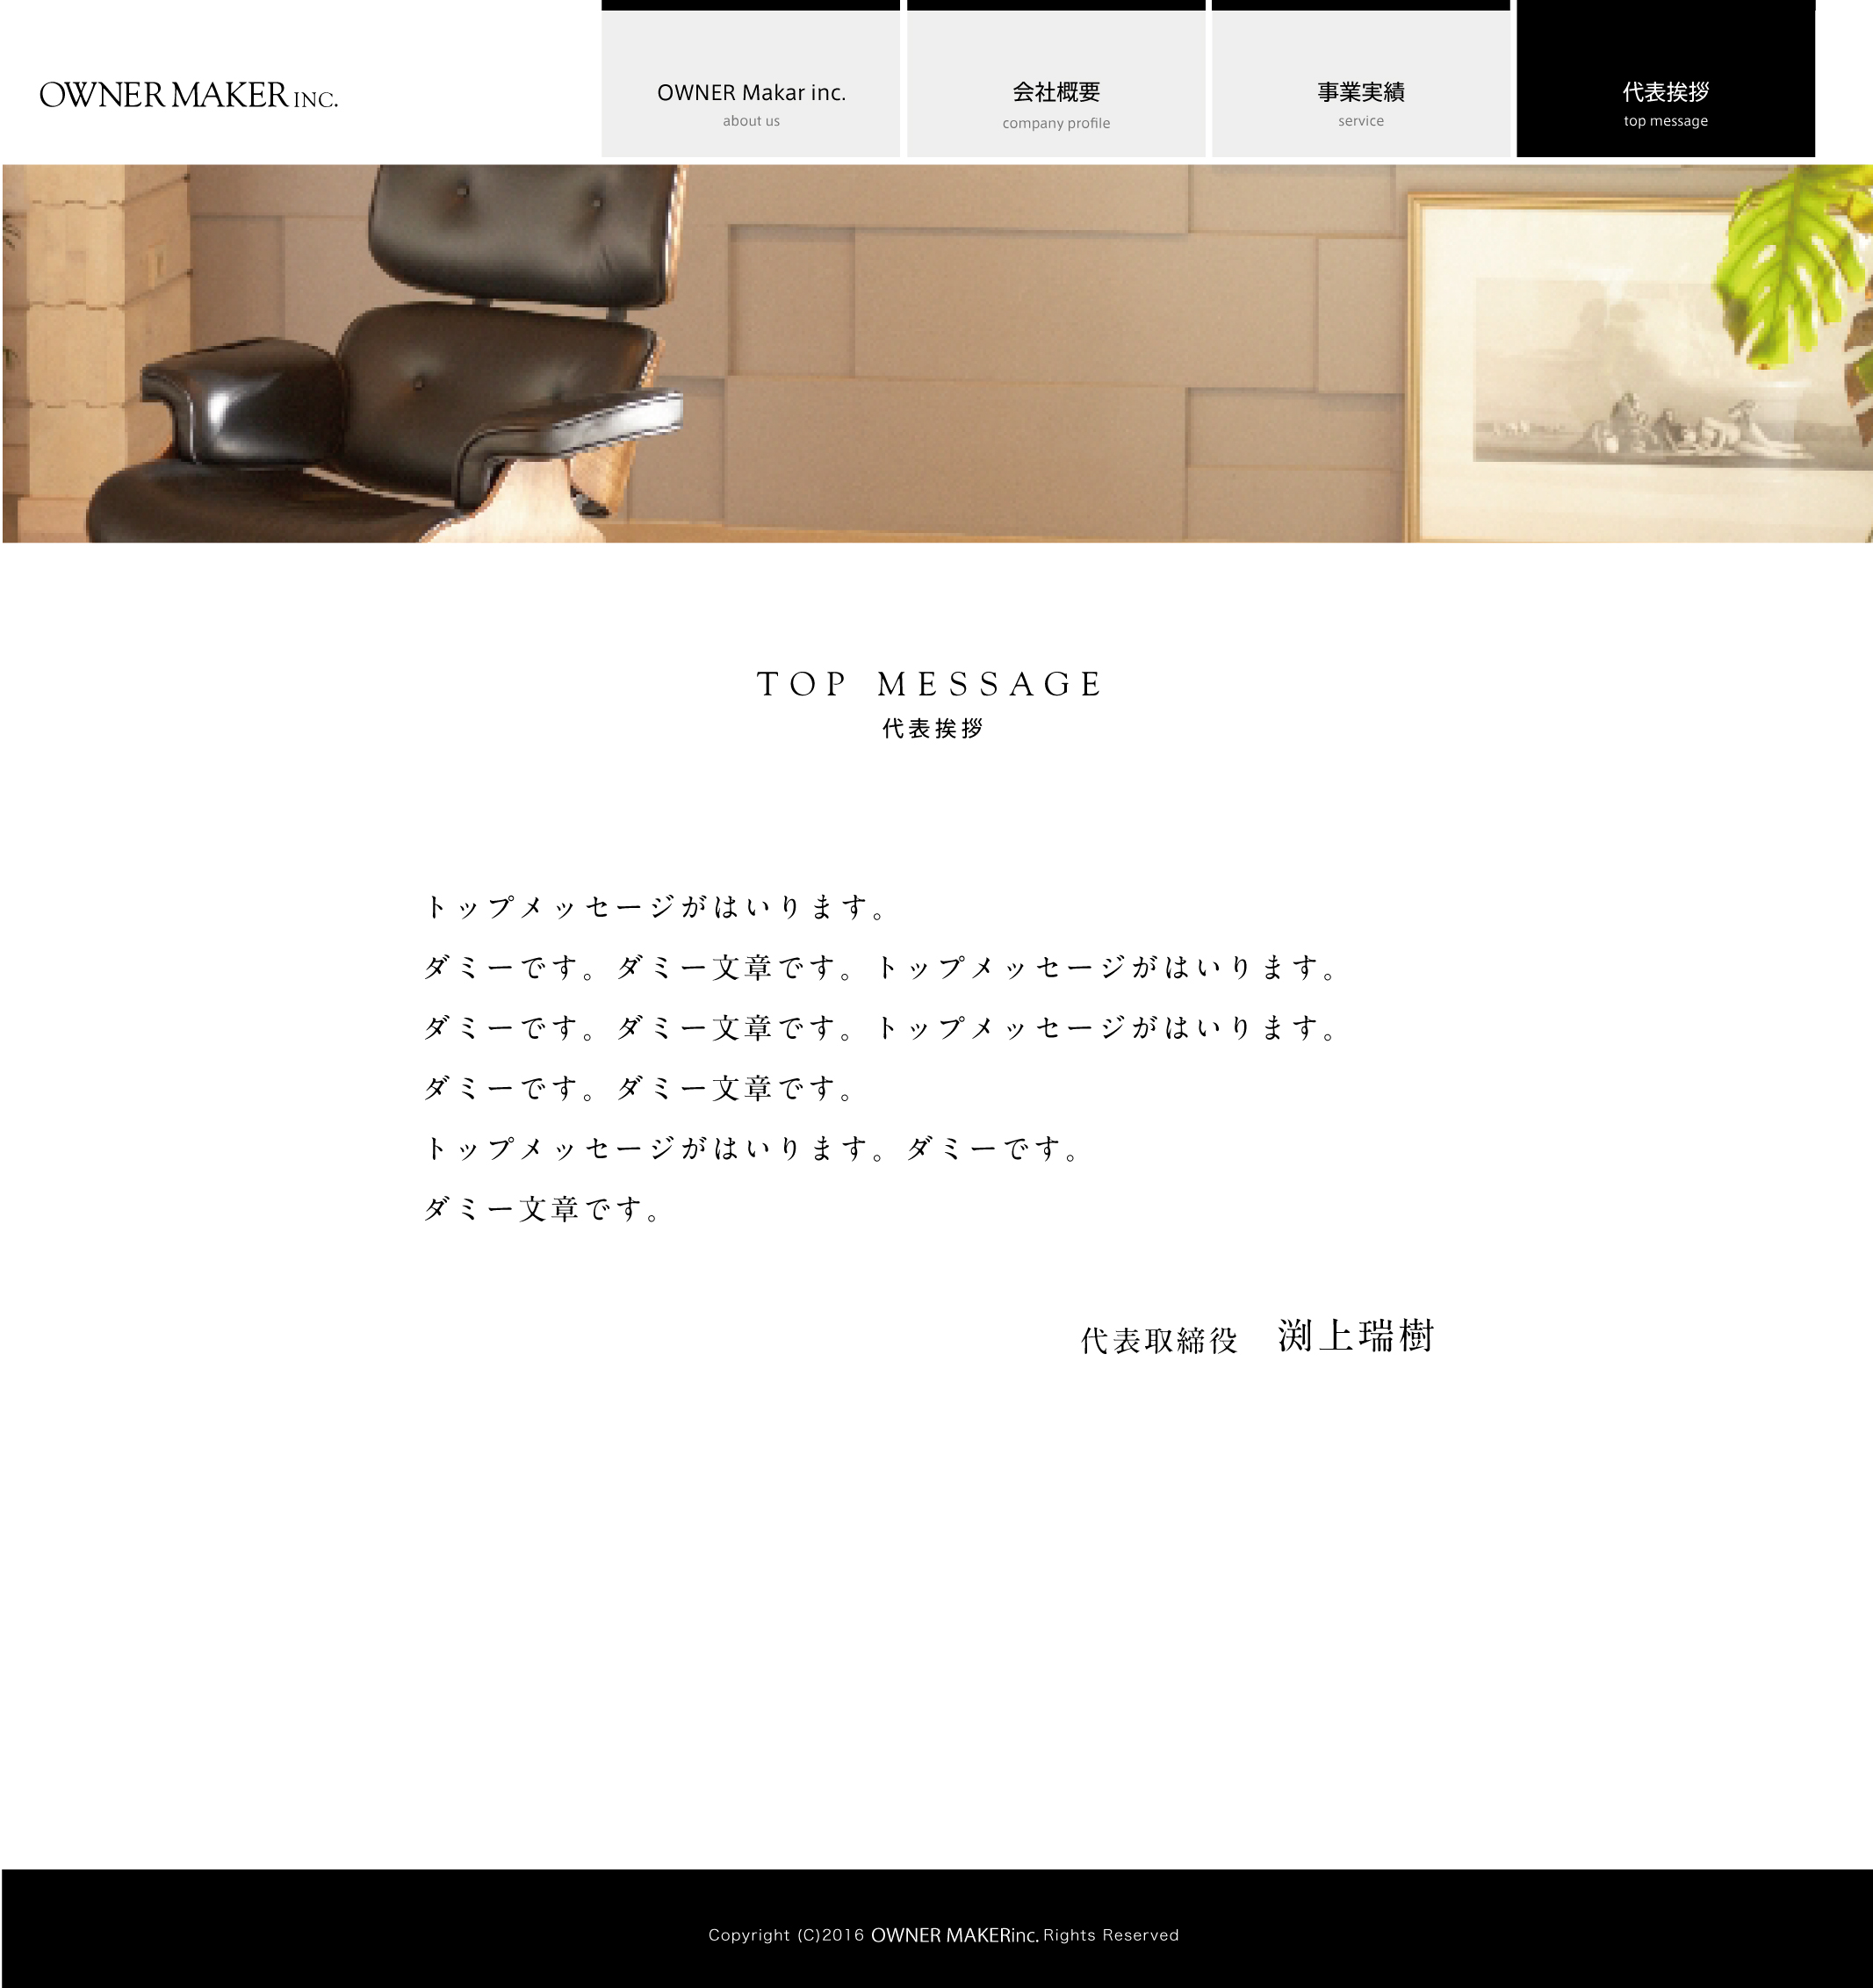 OWNER MAKER INC.
OWNER Makar inc.
about us
会社概要
company profile
事業実績
service
代表挨拶
top message
TOP MESSAGE
代表挨拶
トップメッセージがはいります。
ダミーです。ダミー文章です。トップメッセージがはいります。
ダミーです。ダミー文章です。トップメッセージがはいります。
ダミーです。ダミー文章です。
トップメッセージがはいります。ダミーです。
ダミー文章です。
代表取締役　渕上瑞樹
Copyright (C)2016 OWNER MAKERinc. Rights Reserved